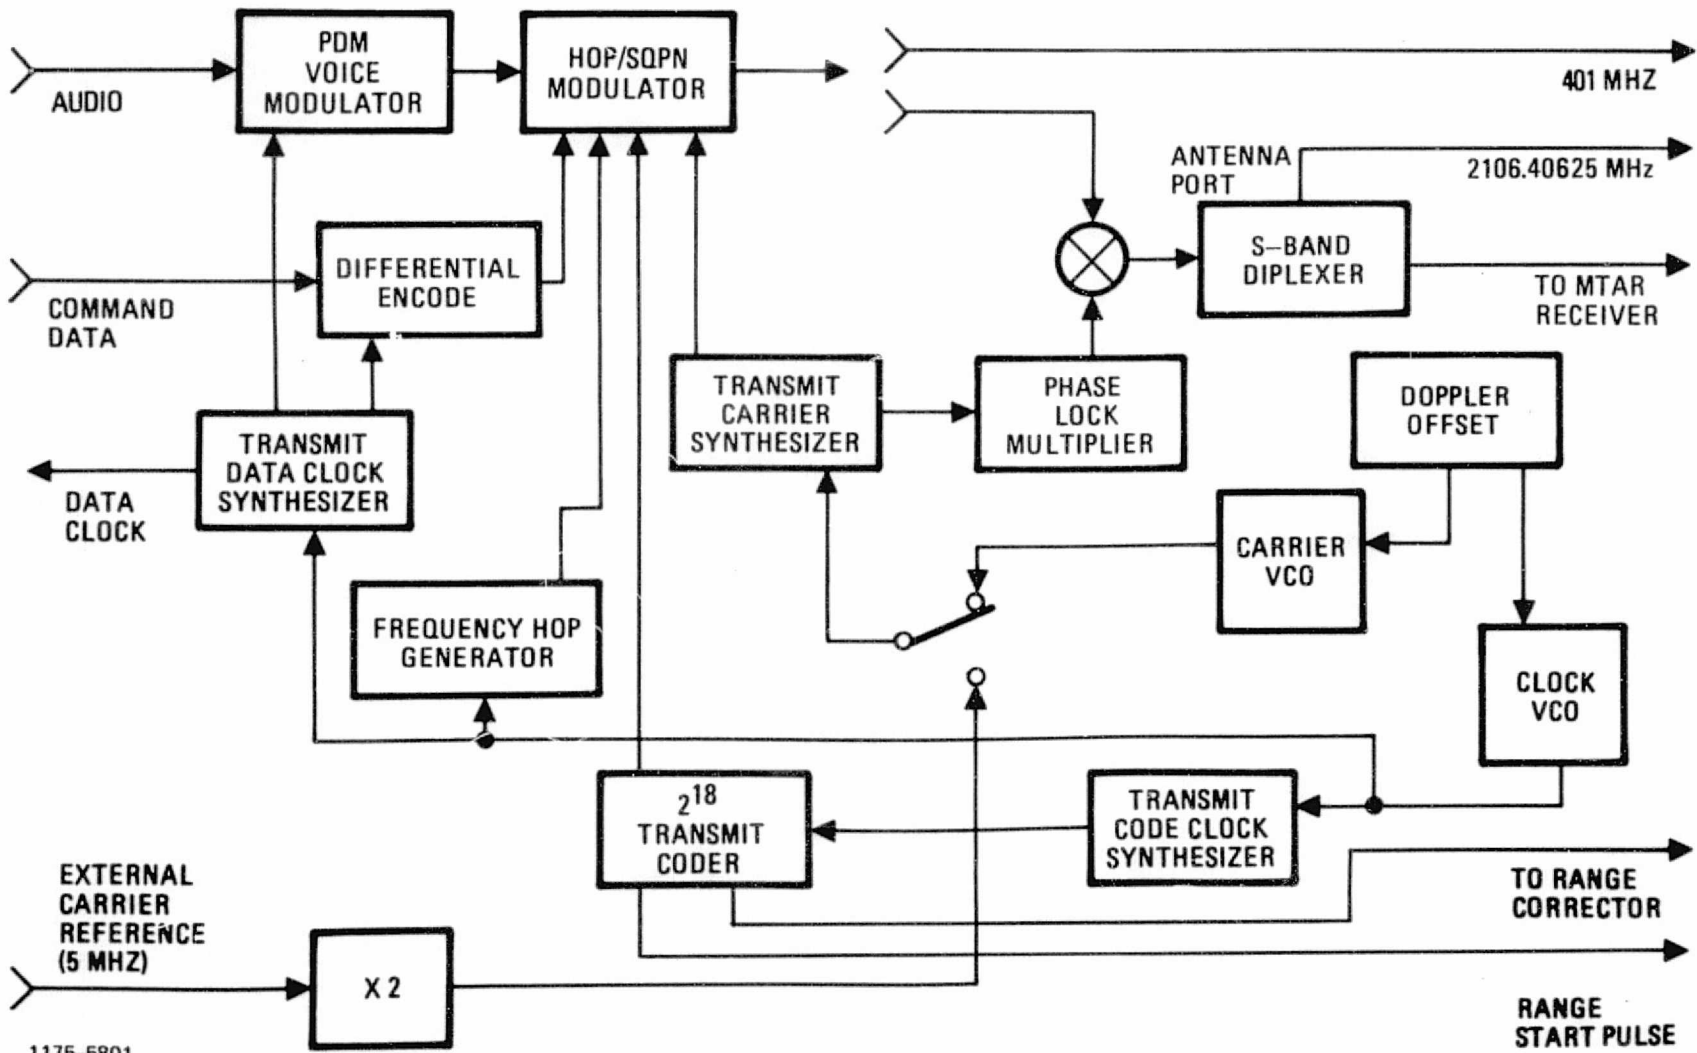 PDM
VOICE
MODULATOR
HOP/SQPN
MODULATOR
AUDIO
401 MHZ
ANTENNA
PORT
2106.40625 MHz
S-BAND
DIPLEXER
TO MTAR
RECEIVER
DIFFERENTIAL
ENCODE
COMMAND
DATA
TRANSMIT
CARRIER
SYNTHESIZER
PHASE
LOCK
MULTIPLIER
DOPPLER
OFFSET
TRANSMIT
DATA CLOCK
SYNTHESIZER
DATA
CLOCK
CARRIER
VCO
FREQUENCY HOP
GENERATOR
CLOCK
VCO
2^18
TRANSMIT
CODER
TRANSMIT
CODE CLOCK
SYNTHESIZER
EXTERNAL
CARRIER
REFERENCE
(5 MHZ)
X 2
TO RANGE
CORRECTOR
RANGE
START PULSE
1175-5801